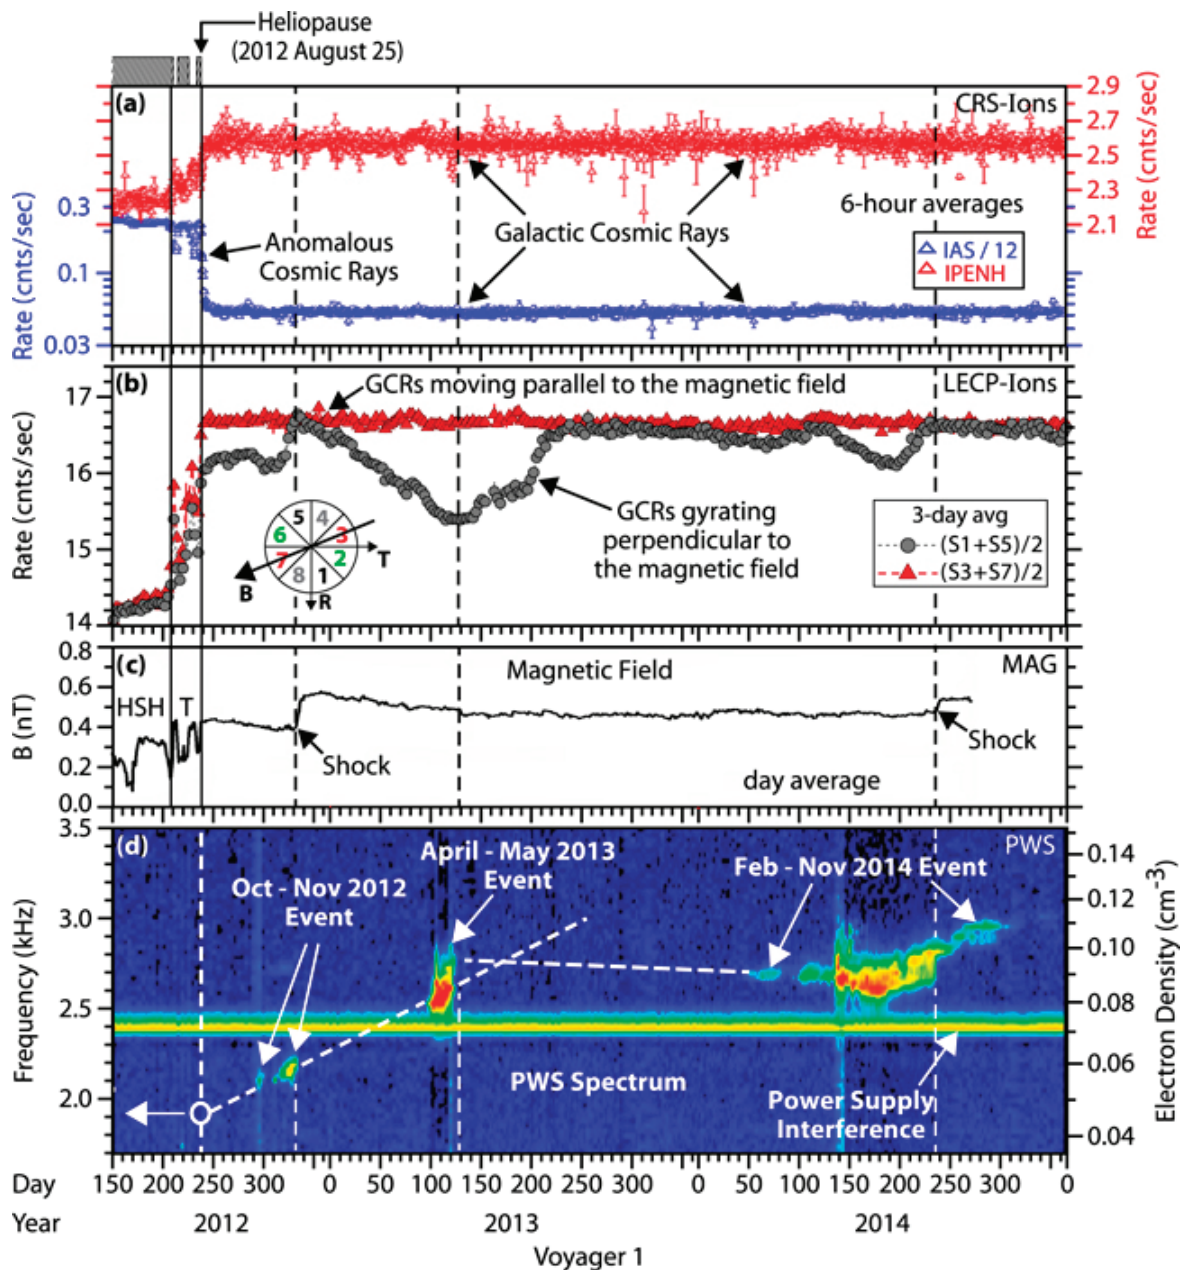 Heliopause
(2012 August 25)
(a)
CRS-Ions
2.9
2.7
2.5
2.3
2.1
Rate (cnts/sec)
0.3
0.1
0.03
Rate (cnts/sec)
Anomalous
Cosmic Rays
Galactic Cosmic Rays
6-hour averages
IAS / 12
IPENH
(b)
GCRs moving parallel to the magnetic field
LECP-Ions
17
16
15
14
Rate (cnts/sec)
5 4
6 3
7 2
8 1
T
B
R
GCRs gyrating
perpendicular to
the magnetic field
3-day avg
(S1+S5)/2
(S3+S7)/2
(c)
Magnetic Field
MAG
0.8
0.6
0.4
0.2
0.0
B (nT)
HSH
T
Shock
Shock
day average
(d)
PWS
3.5
3.0
2.5
2.0
Frequency (kHz)
Oct - Nov 2012
Event
April - May 2013
Event
Feb - Nov 2014 Event
PWS Spectrum
Power Supply
Interference
0.14
0.10
0.08
0.06
0.04
Electron Density (cm-3)
Day 150 200 250 300 0 50 100 150 200 250 300 0 50 100 150 200 250 300 0
Year 2012 2013 2014
Voyager 1